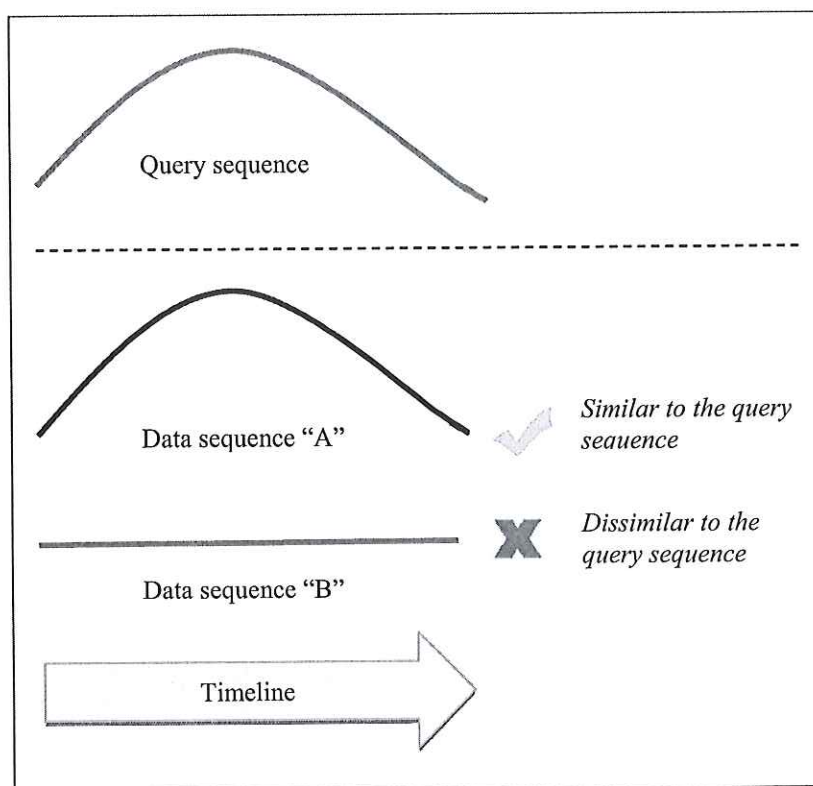 Query sequence
Data sequence “A”
Similar to the query
seauence
Data sequence “B”
Dissimilar to the
query sequence
Timeline